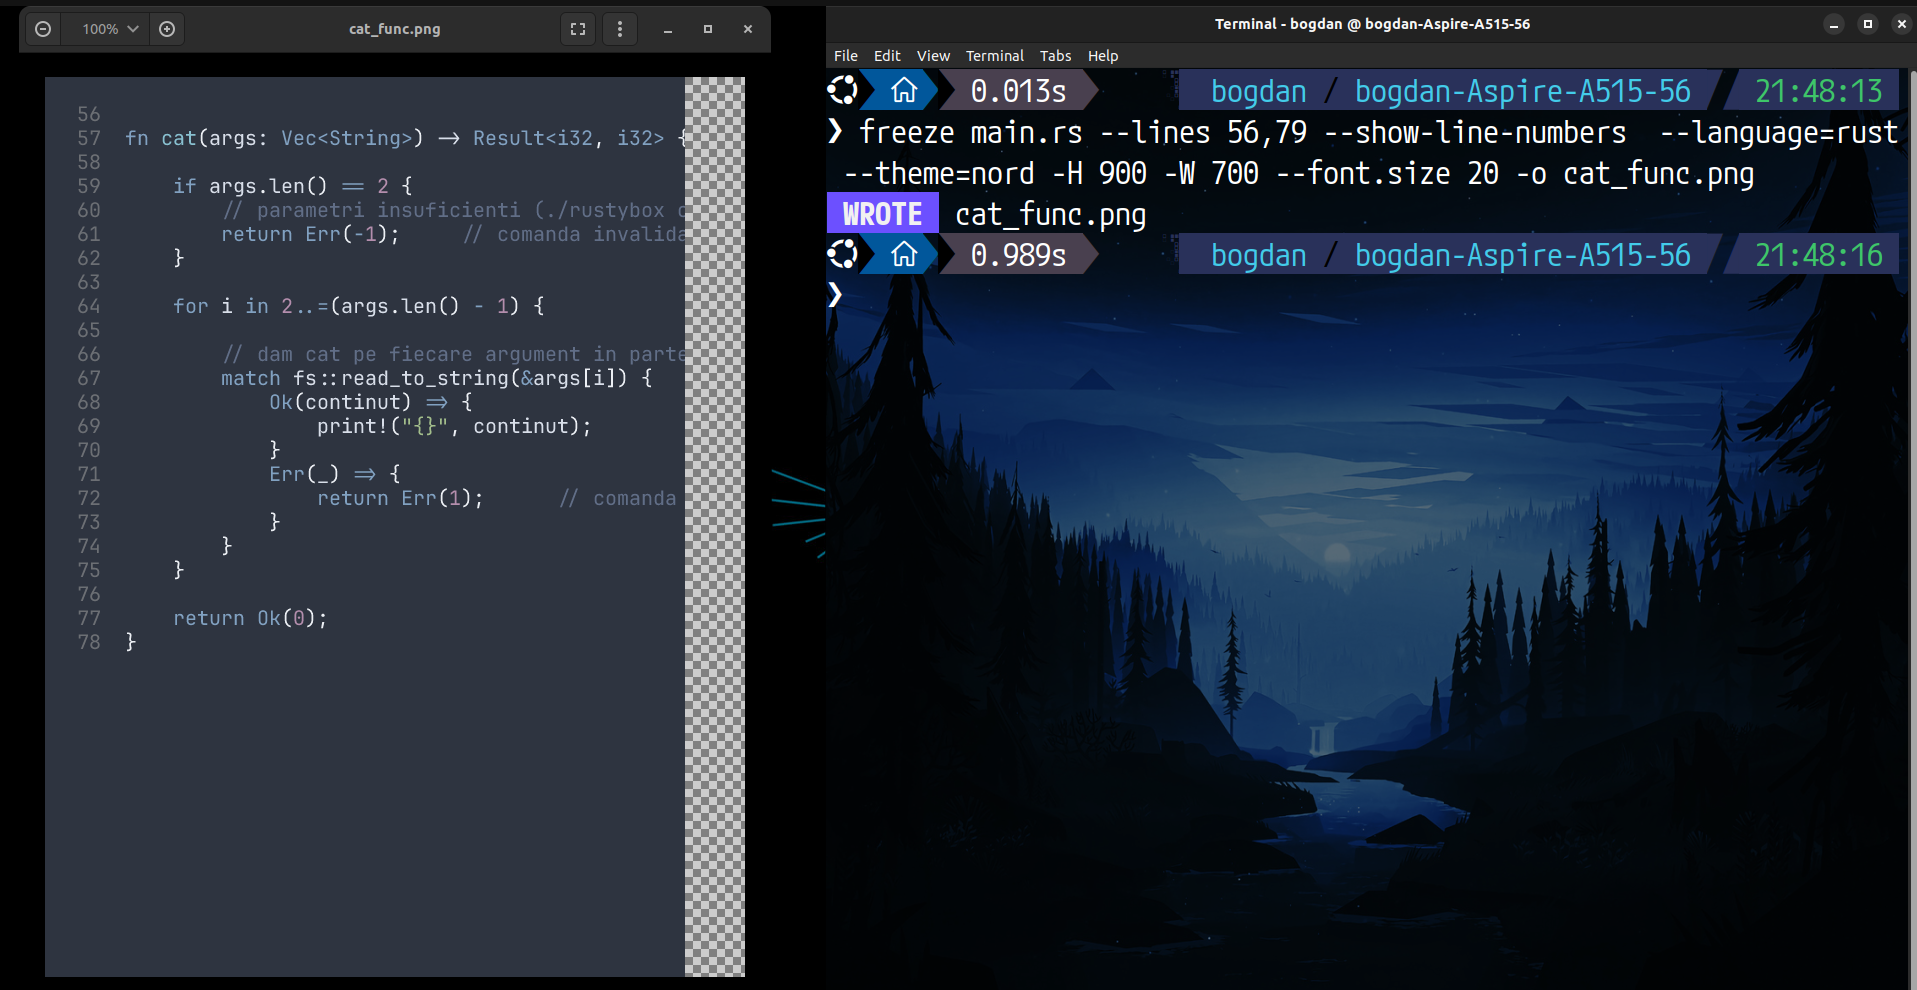 100%
cat_func.png
56
57 fn cat(args: Vec<String>) -> Result<i32, i32> {
58
59 if args.len() == 2 {
60 // parametri insuficienti (./rustybox c
61 return Err(-1); // comanda invalida
62 }
63
64 for i in 2..=(args.len() - 1) {
65
66 // dam cat pe fiecare argument in parte
67 match fs::read_to_string(&args[i]) {
68 Ok(continut) => {
69 print!("{}", continut);
70 }
71 Err(_) => {
72 return Err(1); // comanda
73 }
74 }
75 }
76
77 return Ok(0);
78 }
Terminal - bogdan @ bogdan-Aspire-A515-56
File Edit View Terminal Tabs Help
0.013s bogdan / bogdan-Aspire-A515-56 21:48:13
❯ freeze main.rs --lines 56,79 --show-line-numbers --language=rust
--theme=nord -H 900 -W 700 --font.size 20 -o cat_func.png
WROTE cat_func.png
0.989s bogdan / bogdan-Aspire-A515-56 21:48:16
❯